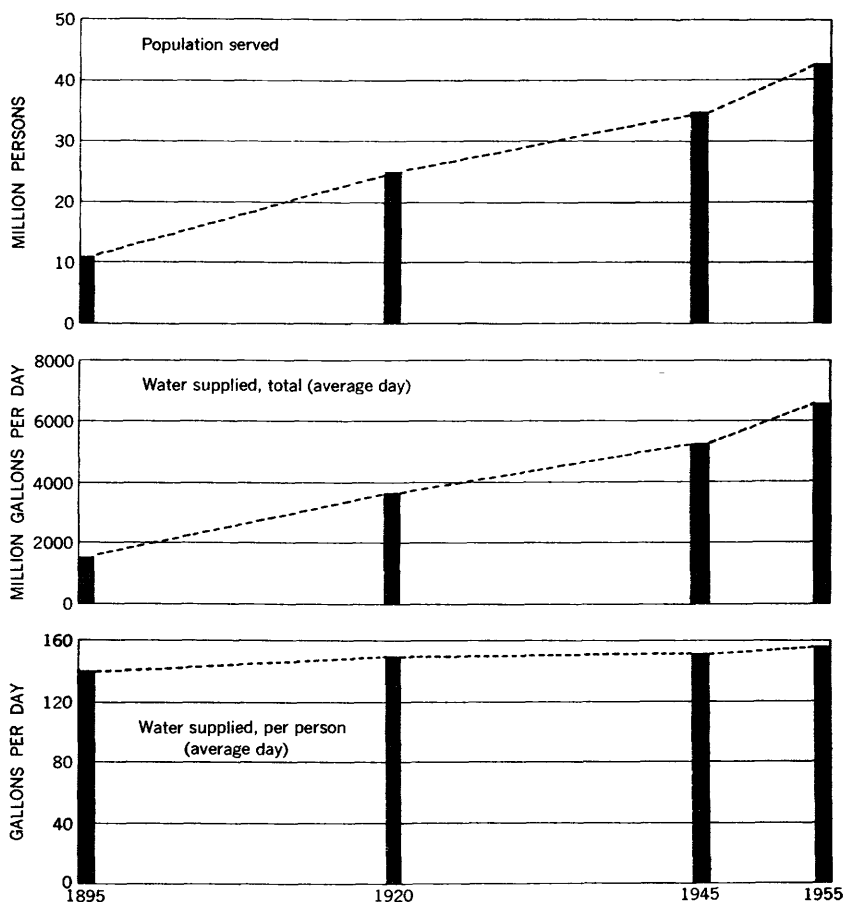 50
Population served
40
30
20
10
0
MILLION PERSONS
8000
Water supplied, total (average day)
6000
4000
2000
0
MILLION GALLONS PER DAY
160
120
Water supplied, per person
(average day)
80
40
0
GALLONS PER DAY
1895
1920
1945
1955